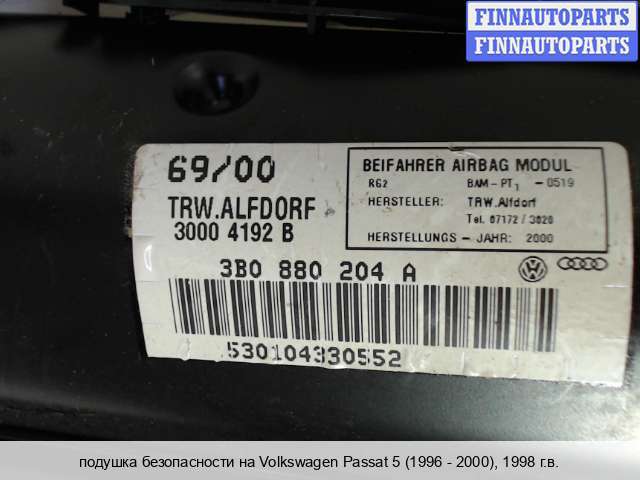 FINNAUTOPARTS
FINNAUTOPARTS
69/00
TRW.ALFDORF
3000 4192 B
BEIFAHRER AIRBAG MODUL
RG2 BAM-PT1 -0519
HERSTELLER: TRW.Alfdorf
Tel. 07172/3020
HERSTELLUNGS - JAHR: 2000
3B0 880 204 A
530104330552
подушка безопасности на Volkswagen Passat 5 (1996 - 2000), 1998 г.в.